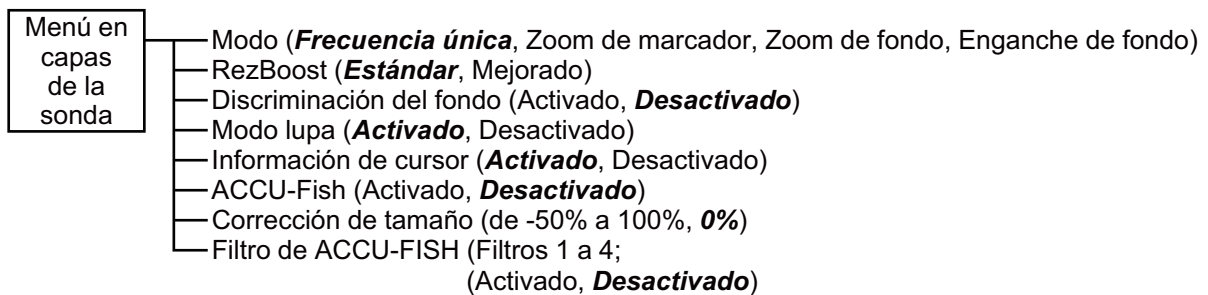 Menú en
capas
de la
sonda
Modo (Frecuencia única, Zoom de marcador, Zoom de fondo, Enganche de fondo)
RezBoost (Estándar, Mejorado)
Discriminación del fondo (Activado, Desactivado)
Modo lupa (Activado, Desactivado)
Información de cursor (Activado, Desactivado)
ACCU-Fish (Activado, Desactivado)
Corrección de tamaño (de -50% a 100%, 0%)
Filtro de ACCU-FISH (Filtros 1 a 4;
(Activado, Desactivado)